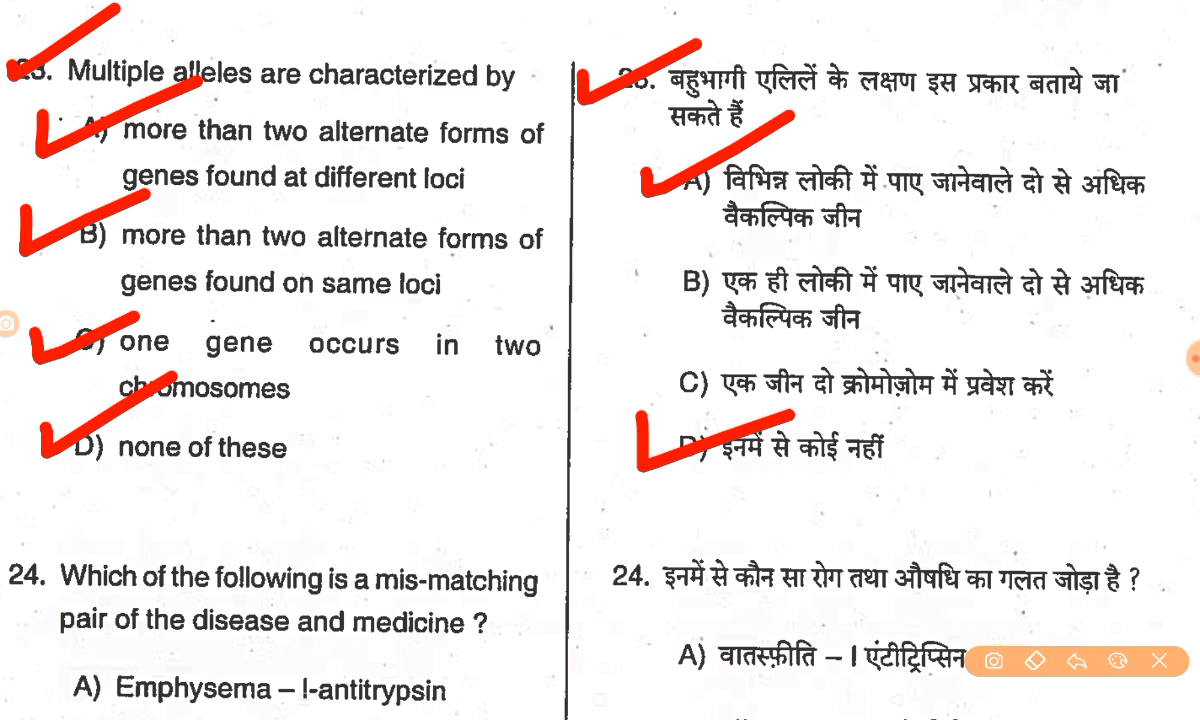 23. Multiple alleles are characterized by
A) more than two alternate forms of
genes found at different loci
B) more than two alternate forms of
genes found on same loci
C) one gene occurs in two
chromosomes
D) none of these
24. Which of the following is a mis-matching
pair of the disease and medicine ?
A) Emphysema – I-antitrypsin
23. बहुभागी एलिलें के लक्षण इस प्रकार बताये जा
सकते हैं
A) विभिन्न लोकी में पाए जानेवाले दो से अधिक
वैकल्पिक जीन
B) एक ही लोकी में पाए जानेवाले दो से अधिक
वैकल्पिक जीन
C) एक जीन दो क्रोमोज़ोम में प्रवेश करें
D) इनमें से कोई नहीं
24. इनमें से कौन सा रोग तथा औषधि का गलत जोड़ा है ?
A) वातस्फ़ीति – I एंटीट्रिप्सिन